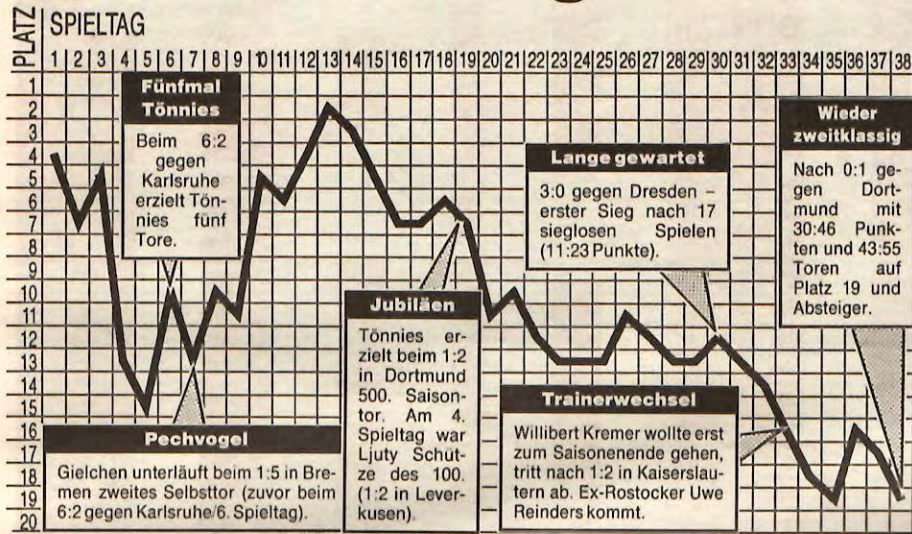 PLATZ
SPIELTAG
1 2 3 4 5 6 7 8 9 10 11 12 13 14 15 16 17 18 19 20 21 22 23 24 25 26 27 28 29 30 31 32 33 34 35 36 37 38
1
2
3
4
5
6
7
8
9
10
11
12
13
14
15
16
17
18
19
20
Fünfmal
Tönnies
Beim 6:2
gegen
Karlsruhe
erzielt Tön-
nies fünf
Tore.
Pechvogel
Gielchen unterläuft beim 1:5 in Bre-
men zweites Selbsttor (zuvor beim
6:2 gegen Karlsruhe/6. Spieltag).
Jubiläen
Tönnies er-
zielt beim 1:2
in Dortmund
500. Saison-
tor. Am 4.
Spieltag war
Ljuty Schüt-
ze des 100.
(1:2 in Lever-
kusen).
Lange gewartet
3:0 gegen Dresden –
erster Sieg nach 17
sieglosen Spielen
(11:23 Punkte).
Trainerwechsel
Willibert Kremer wollte erst
zum Saisonenende gehen,
tritt nach 1:2 in Kaiserslau-
tern ab. Ex-Rostocker Uwe
Reinders kommt.
Wieder
zweitklassig
Nach 0:1 ge-
gen Dort-
mund mit
30:46 Punk-
ten und 43:55
Toren auf
Platz 19 und
Absteiger.